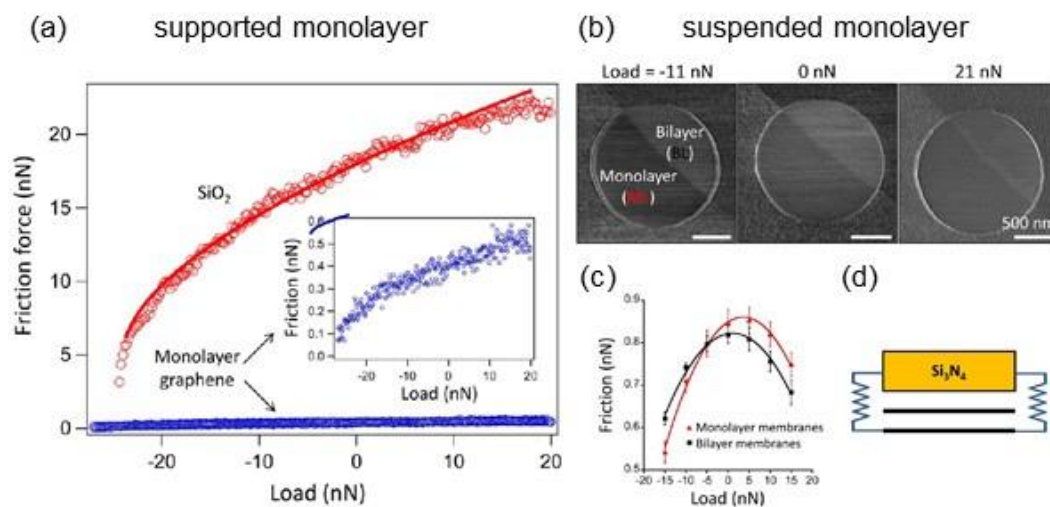 (a) supported monolayer
Friction force (nN)
20
15
10
5
0
SiO2
Monolayer
graphene
Friction (nN)
0.6
0.5
0.4
0.3
0.2
0.1
0.0
-20 -10 0 10 20
Load (nN)
-20 -10 0 10 20
Load (nN)
(b) suspended monolayer
Load = -11 nN 0 nN 21 nN
Bilayer
(BL)
Monolayer
500 nm
(c)
Friction (nN)
0.9
0.8
0.7
0.6
0.5
Monolayer membranes
Bilayer membranes
-20 -15 -10 -5 0 5 10 15 20
Load (nN)
(d)
Si3N4